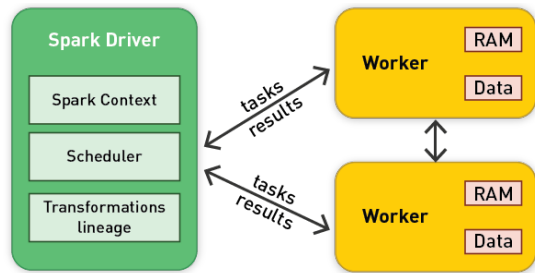 Spark Driver
Spark Context
Scheduler
Transformations
lineage
tasks
results
tasks
results
Worker
RAM
Data
Worker
RAM
Data